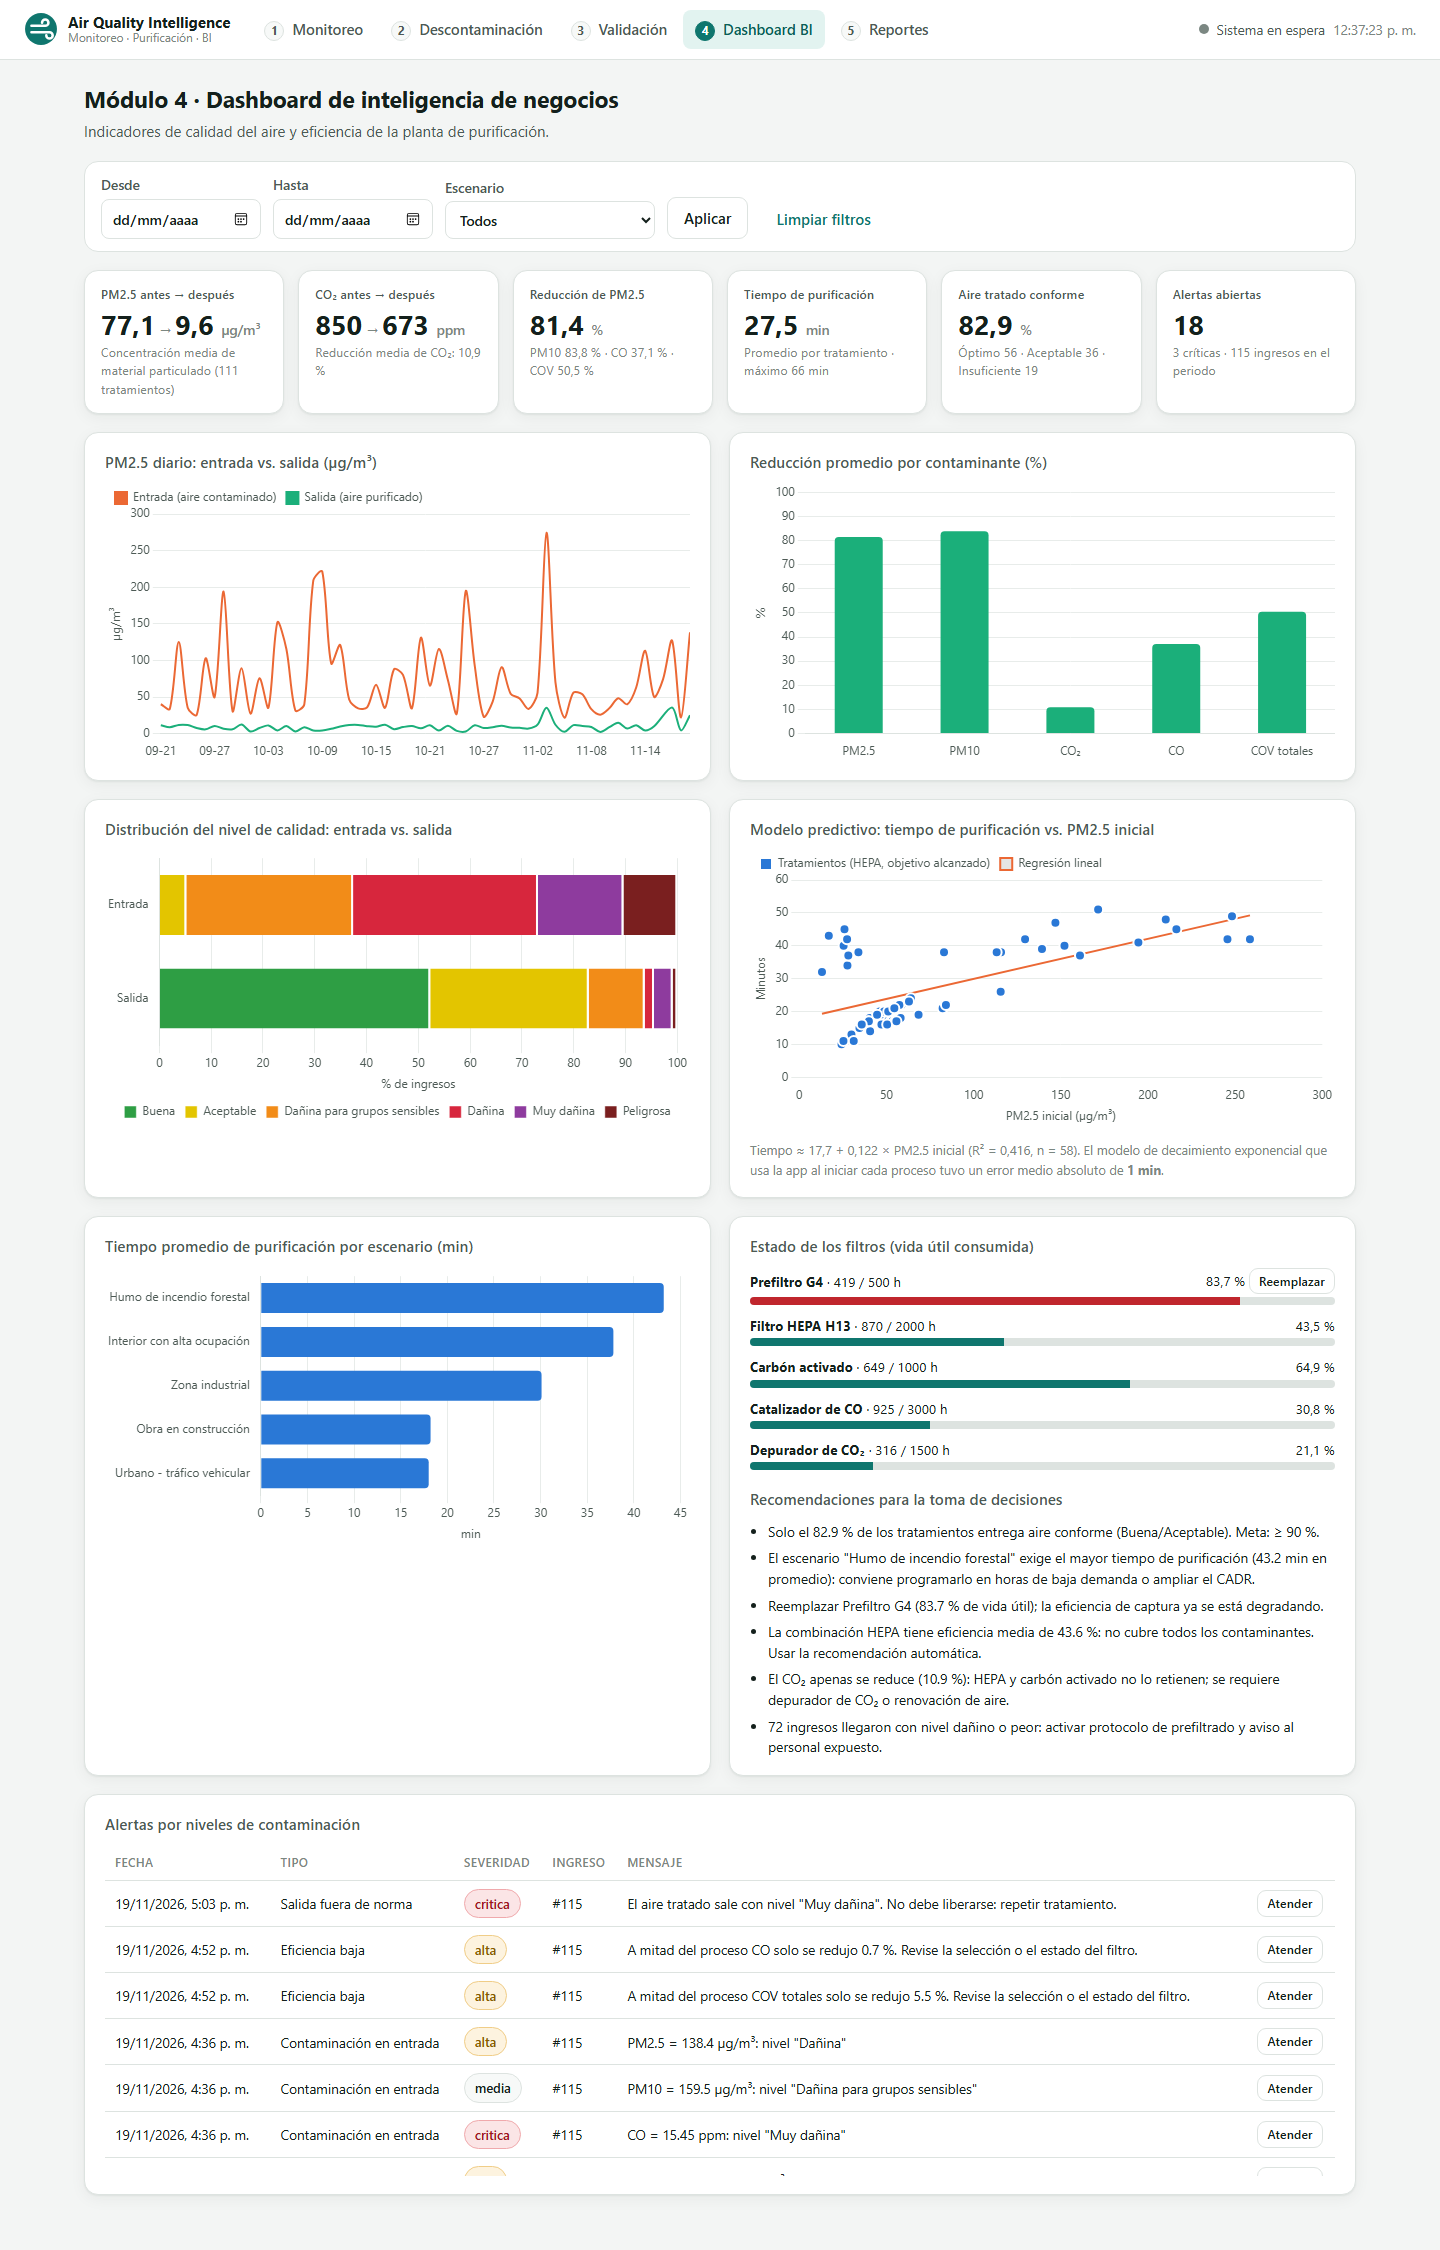 Air Quality Intelligence
Monitoreo · Purificación · BI
1 Monitoreo
2 Descontaminación
3 Validación
4 Dashboard BI
5 Reportes
Sistema en espera 12:37:23 p. m.
Módulo 4 · Dashboard de inteligencia de negocios
Indicadores de calidad del aire y eficiencia de la planta de purificación.
Desde
dd/mm/aaaa
Hasta
dd/mm/aaaa
Escenario
Todos
Aplicar
Limpiar filtros
PM2.5 antes → después
77,1 → 9,6 µg/m³
Concentración media de
material particulado (111
tratamientos)
CO₂ antes → después
850 → 673 ppm
Reducción media de CO₂: 10,9
%
Reducción de PM2.5
81,4 %
PM10 83,8 % · CO 37,1 % ·
COV 50,5 %
Tiempo de purificación
27,5 min
Promedio por tratamiento ·
máximo 66 min
Aire tratado conforme
82,9 %
Óptimo 56 · Aceptable 36 ·
Insuficiente 19
Alertas abiertas
18
3 críticas · 115 ingresos en el
periodo
PM2.5 diario: entrada vs. salida (µg/m³)
Entrada (aire contaminado) Salida (aire purificado)
300
250
200
150
100
50
0
µg/m³
09-21 09-27 10-03 10-09 10-15 10-21 10-27 11-02 11-08 11-14
Reducción promedio por contaminante (%)
100
90
80
70
60
50
40
30
20
10
0
%
PM2.5 PM10 CO₂ CO COV totales
Distribución del nivel de calidad: entrada vs. salida
Entrada
Salida
0 10 20 30 40 50 60 70 80 90 100
% de ingresos
Buena Aceptable Dañina para grupos sensibles Dañina Muy dañina Peligrosa
Modelo predictivo: tiempo de purificación vs. PM2.5 inicial
Tratamientos (HEPA, objetivo alcanzado) Regresión lineal
60
50
40
30
20
10
0
Minutos
0 50 100 150 200 250 300
PM2.5 inicial (µg/m³)
Tiempo ≈ 17,7 + 0,122 × PM2.5 inicial (R² = 0,416, n = 58). El modelo de decaimiento exponencial que
usa la app al iniciar cada proceso tuvo un error medio absoluto de 1 min.
Tiempo promedio de purificación por escenario (min)
Humo de incendio forestal
Interior con alta ocupación
Zona industrial
Obra en construcción
Urbano - tráfico vehicular
0 5 10 15 20 25 30 35 40 45
min
Estado de los filtros (vida útil consumida)
Prefiltro G4 · 419 / 500 h 83,7 % Reemplazar
Filtro HEPA H13 · 870 / 2000 h 43,5 %
Carbón activado · 649 / 1000 h 64,9 %
Catalizador de CO · 925 / 3000 h 30,8 %
Depurador de CO₂ · 316 / 1500 h 21,1 %
Recomendaciones para la toma de decisiones
• Solo el 82.9 % de los tratamientos entrega aire conforme (Buena/Aceptable). Meta: ≥ 90 %.
• El escenario "Humo de incendio forestal" exige el mayor tiempo de purificación (43.2 min en
promedio): conviene programarlo en horas de baja demanda o ampliar el CADR.
• Reemplazar Prefiltro G4 (83.7 % de vida útil); la eficiencia de captura ya se está degradando.
• La combinación HEPA tiene eficiencia media de 43.6 %: no cubre todos los contaminantes.
Usar la recomendación automática.
• El CO₂ apenas se reduce (10.9 %): HEPA y carbón activado no lo retienen; se requiere
depurador de CO₂ o renovación de aire.
• 72 ingresos llegaron con nivel dañino o peor: activar protocolo de prefiltrado y aviso al
personal expuesto.
Alertas por niveles de contaminación
FECHA TIPO SEVERIDAD INGRESO MENSAJE
19/11/2026, 5:03 p. m. Salida fuera de norma critica #115 El aire tratado sale con nivel "Muy dañina". No debe liberarse: repetir tratamiento. Atender
19/11/2026, 4:52 p. m. Eficiencia baja alta #115 A mitad del proceso CO solo se redujo 0.7 %. Revise la selección o el estado del filtro. Atender
19/11/2026, 4:52 p. m. Eficiencia baja alta #115 A mitad del proceso COV totales solo se redujo 5.5 %. Revise la selección o el estado del filtro. Atender
19/11/2026, 4:36 p. m. Contaminación en entrada alta #115 PM2.5 = 138.4 µg/m³: nivel "Dañina" Atender
19/11/2026, 4:36 p. m. Contaminación en entrada media #115 PM10 = 159.5 µg/m³: nivel "Dañina para grupos sensibles" Atender
19/11/2026, 4:36 p. m. Contaminación en entrada critica #115 CO = 15.45 ppm: nivel "Muy dañina" Atender